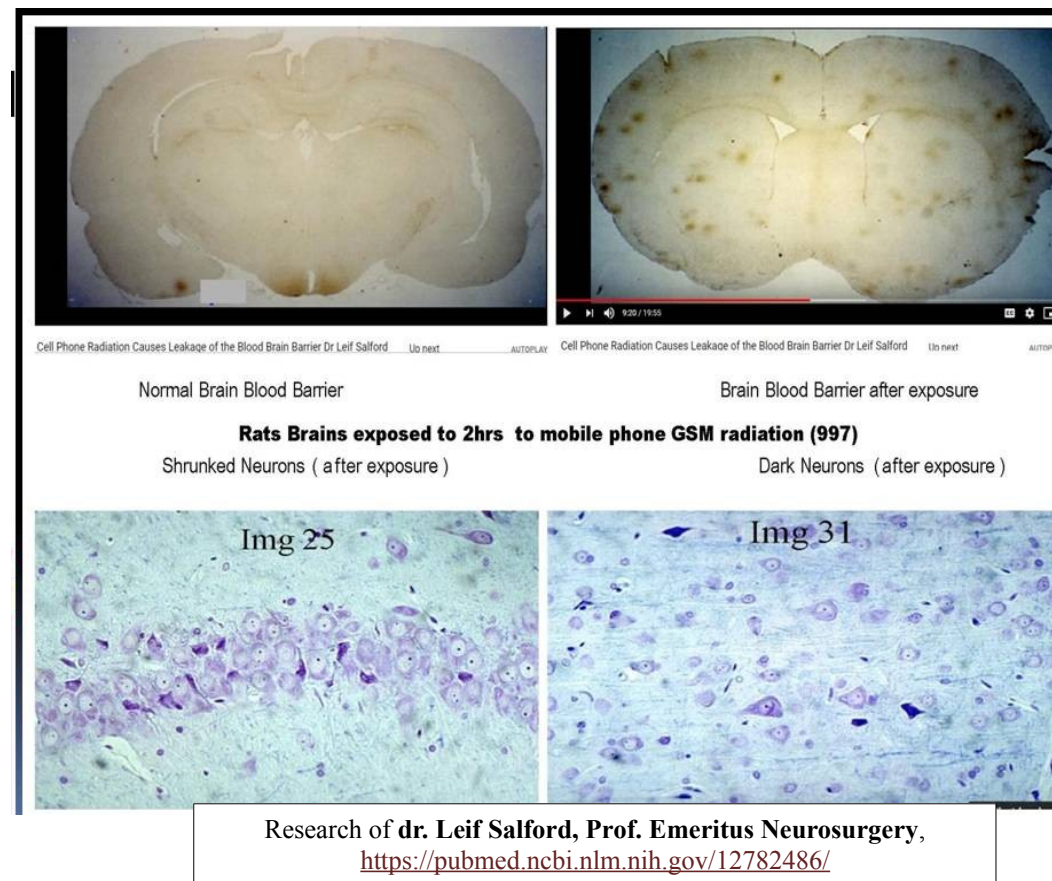 9:20 / 19:55
Cell Phone Radiation Causes Leakage of the Blood Brain Barrier Dr Leif Salford Up next AUTOPLAY
Cell Phone Radiation Causes Leakage of the Blood Brain Barrier Dr Leif Salford Up next AUTOP
Normal Brain Blood Barrier
Brain Blood Barrier after exposure
Rats Brains exposed to 2hrs to mobile phone GSM radiation (997)
Shrunked Neurons ( after exposure )
Dark Neurons ( after exposure )
Img 25
Img 31
Research of dr. Leif Salford, Prof. Emeritus Neurosurgery,
https://pubmed.ncbi.nlm.nih.gov/12782486/